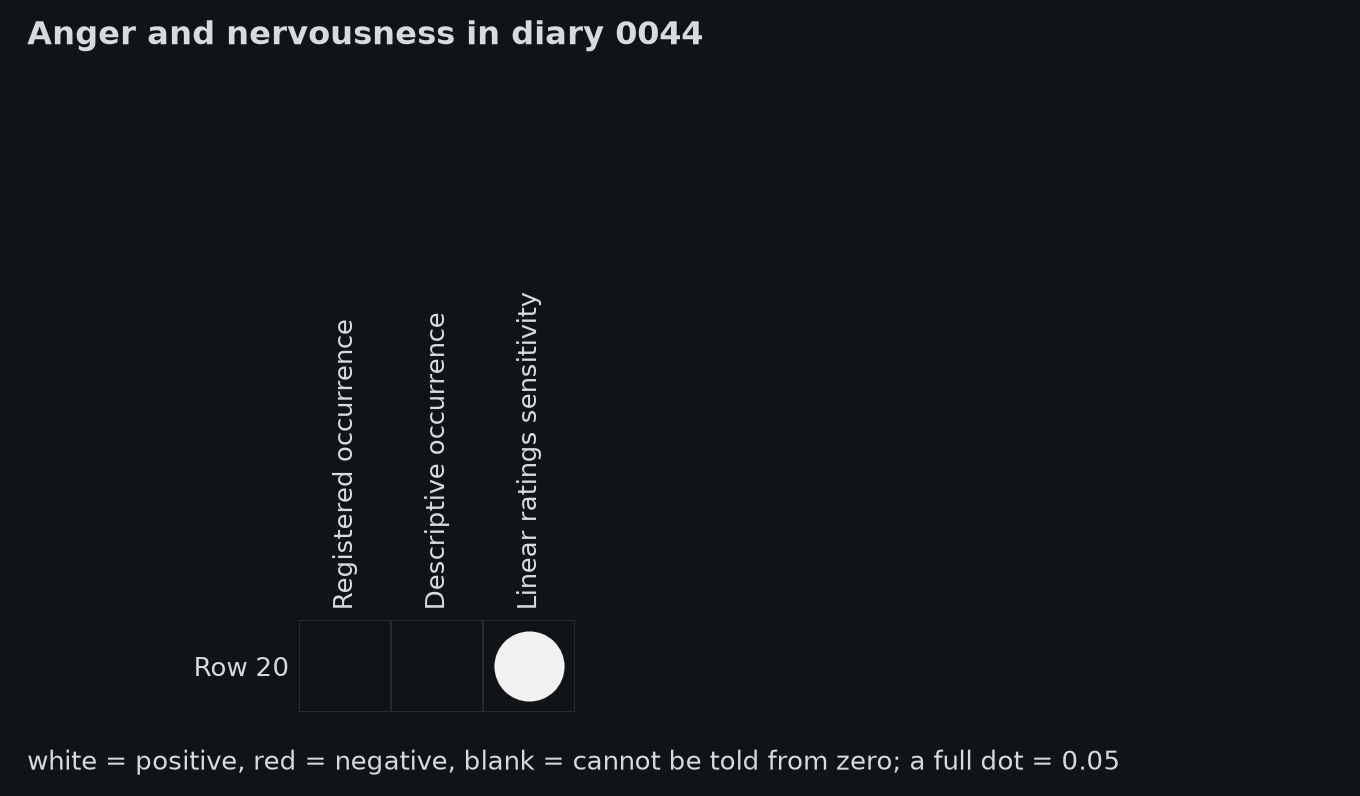 Anger and nervousness in diary 0044
Registered occurrence
Descriptive occurrence
Linear ratings sensitivity
Row 20
white = positive, red = negative, blank = cannot be told from zero; a full dot = 0.05